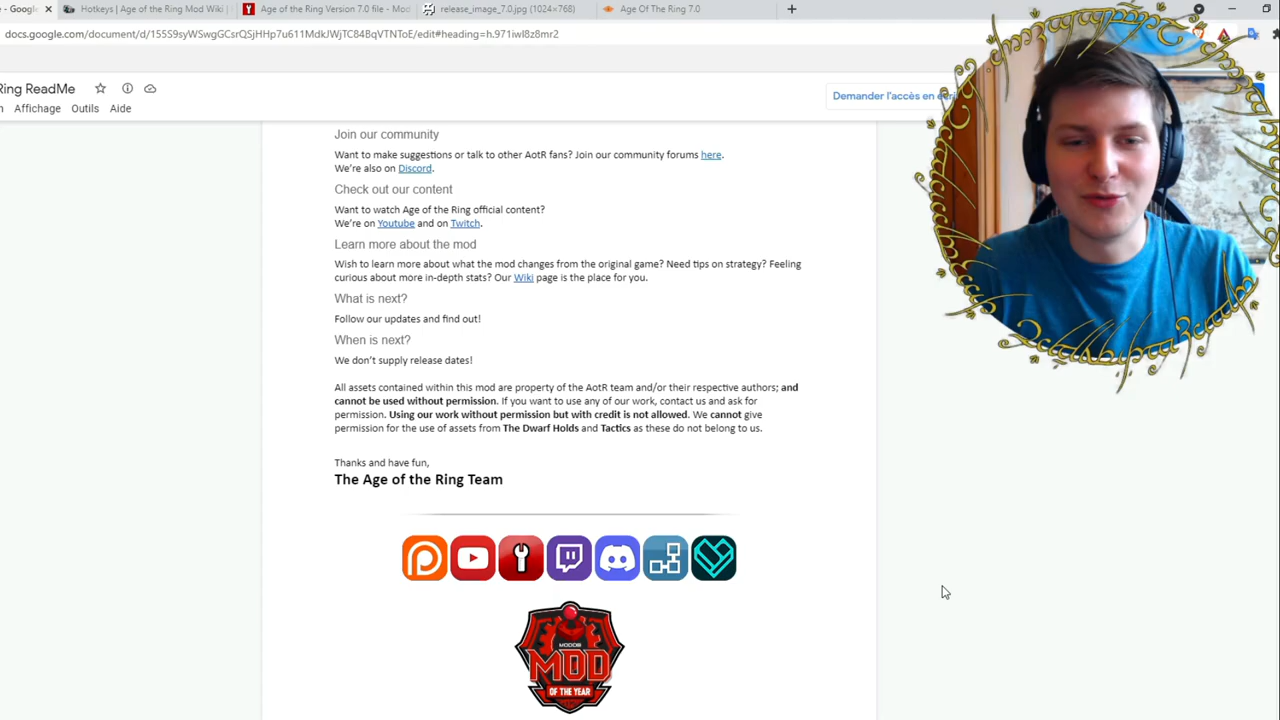 - Google
Hotkeys | Age of the Ring Mod Wiki |
Age of the Ring Version 7.0 file - Mod
release_image_7.0.jpg (1024×768)
Age Of The Ring 7.0
docs.google.com/document/d/155S9syWSwgGCsrQSjHHp7u611MdkJWjTC84BqVTNToE/edit#heading=h.971iwl8z8mr2
Ring ReadMe
Affichage Outils Aide
Demander l'accès en écri
Join our community
Want to make suggestions or talk to other AotR fans? Join our community forums here.
We're also on Discord.
Check out our content
Want to watch Age of the Ring official content?
We're on Youtube and on Twitch.
Learn more about the mod
Wish to learn more about what the mod changes from the original game? Need tips on strategy? Feeling
curious about more in-depth stats? Our Wiki page is the place for you.
What is next?
Follow our updates and find out!
When is next?
We don't supply release dates!
All assets contained within this mod are property of the AotR team and/or their respective authors; and
cannot be used without permission. If you want to use any of our work, contact us and ask for
permission. Using our work without permission but with credit is not allowed. We cannot give
permission for the use of assets from The Dwarf Holds and Tactics as these do not belong to us.
Thanks and have fun,
The Age of the Ring Team
MODDB
MOD
OF THE YEAR